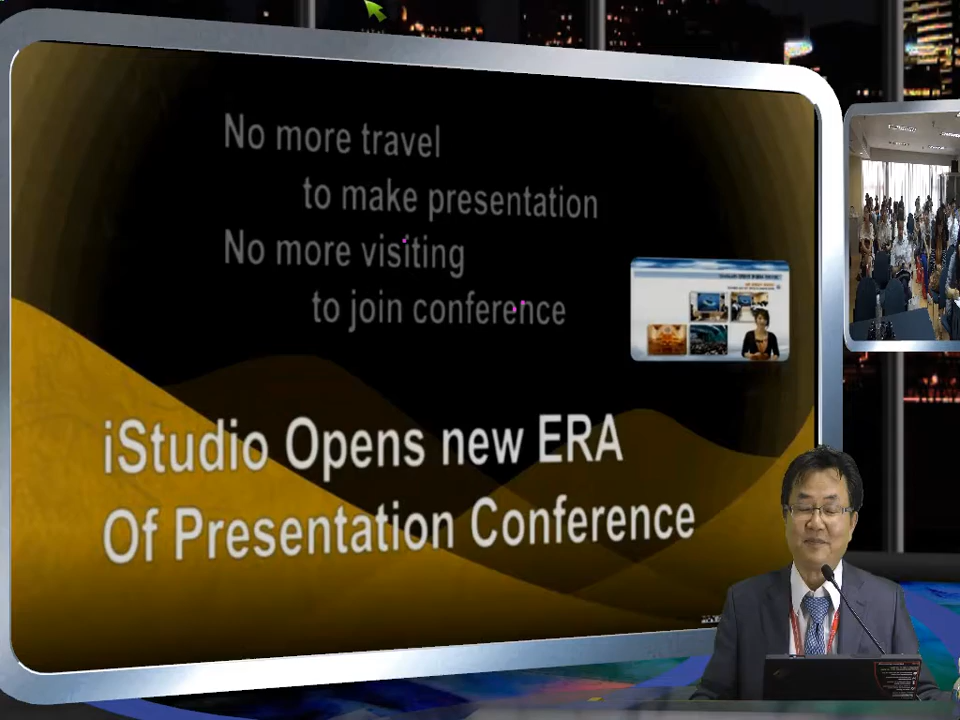 No more travel
to make presentation
No more visiting
to join conference
iStudio Opens new ERA
Of Presentation Conference